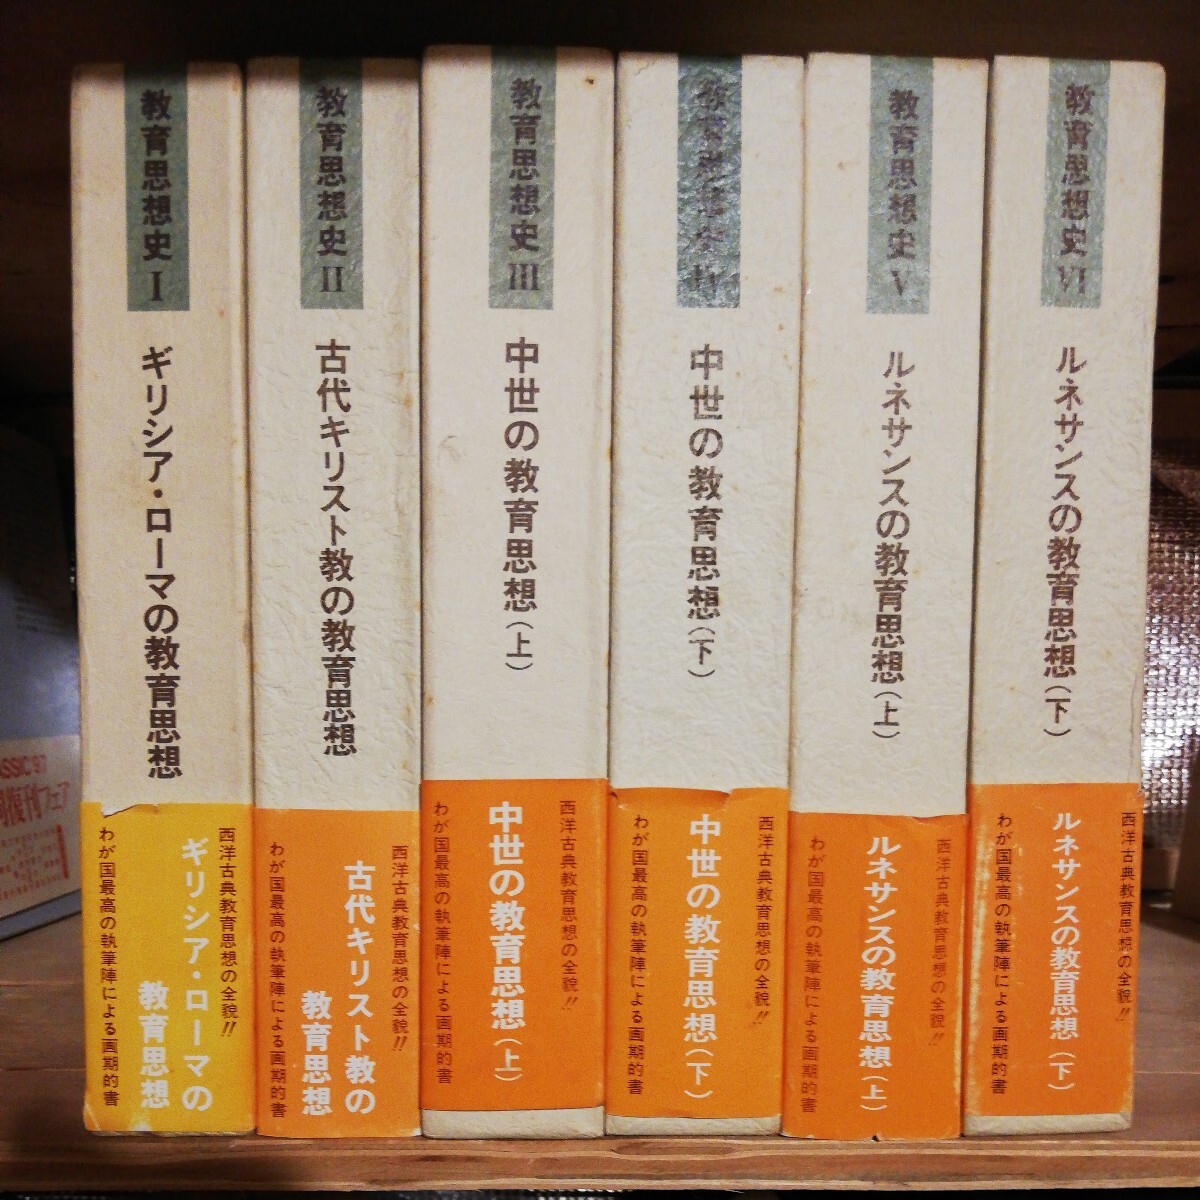 教育思想史 I
ギリシア・ローマの教育思想
西洋古典教育思想の全貌!!
ギリシア・ローマの
教育思想
わが国最高の執筆陣による画期的書
教育思想史 II
古代キリスト教の教育思想
西洋古典教育思想の全貌!!
古代キリスト教の
教育思想
わが国最高の執筆陣による画期的書
教育思想史 III
中世の教育思想(上)
西洋古典教育思想の全貌!!
中世の教育思想(上)
わが国最高の執筆陣による画期的書
教育思想史 IV
中世の教育思想(下)
西洋古典教育思想の全貌!!
中世の教育思想(下)
わが国最高の執筆陣による画期的書
教育思想史 V
ルネサンスの教育思想(上)
西洋古典教育思想の全貌!!
ルネサンスの教育思想(上)
わが国最高の執筆陣による画期的書
教育思想史 VI
ルネサンスの教育思想(下)
西洋古典教育思想の全貌!!
ルネサンスの教育思想(下)
わが国最高の執筆陣による画期的書
SSIC'97
復刊フェア